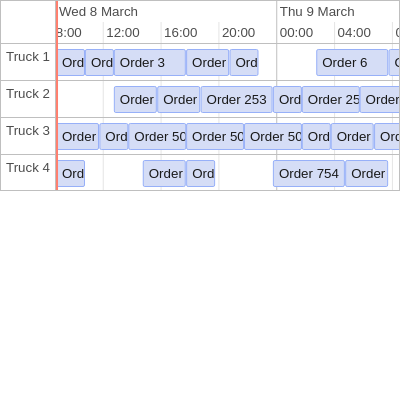 Wed 8 March Thu 9 March
8:00 12:00 16:00 20:00 00:00 04:00
Truck 1 Ord Ord Order 3 Order Ord Order 6
Truck 2 Order Order Order 253 Ord Order 25 Order
Truck 3 Order Ord Order 50 Order 50 Order 50 Ord Order Ord
Truck 4 Ord Order Ord Order 754 Order